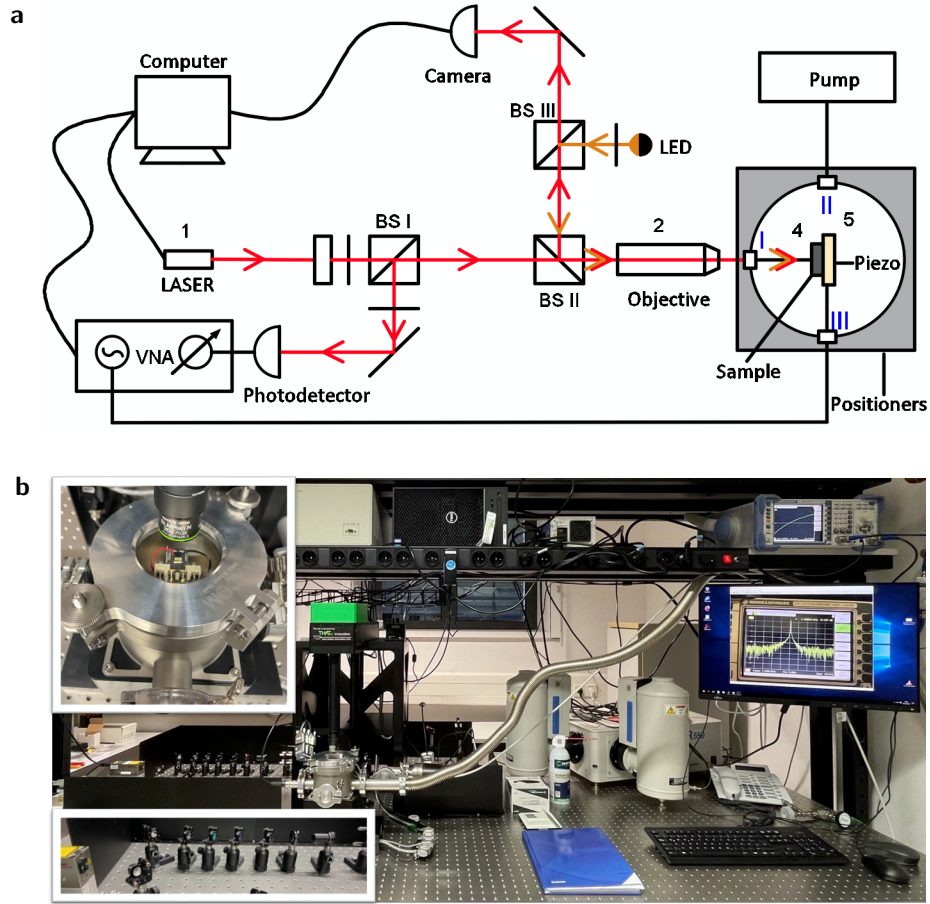 a
Computer
Camera
Pump
BS III
LED
BS I
1
2
II
I
4
5
LASER
BS II
Objective
Piezo
III
VNA
Sample
Photodetector
Positioners
b